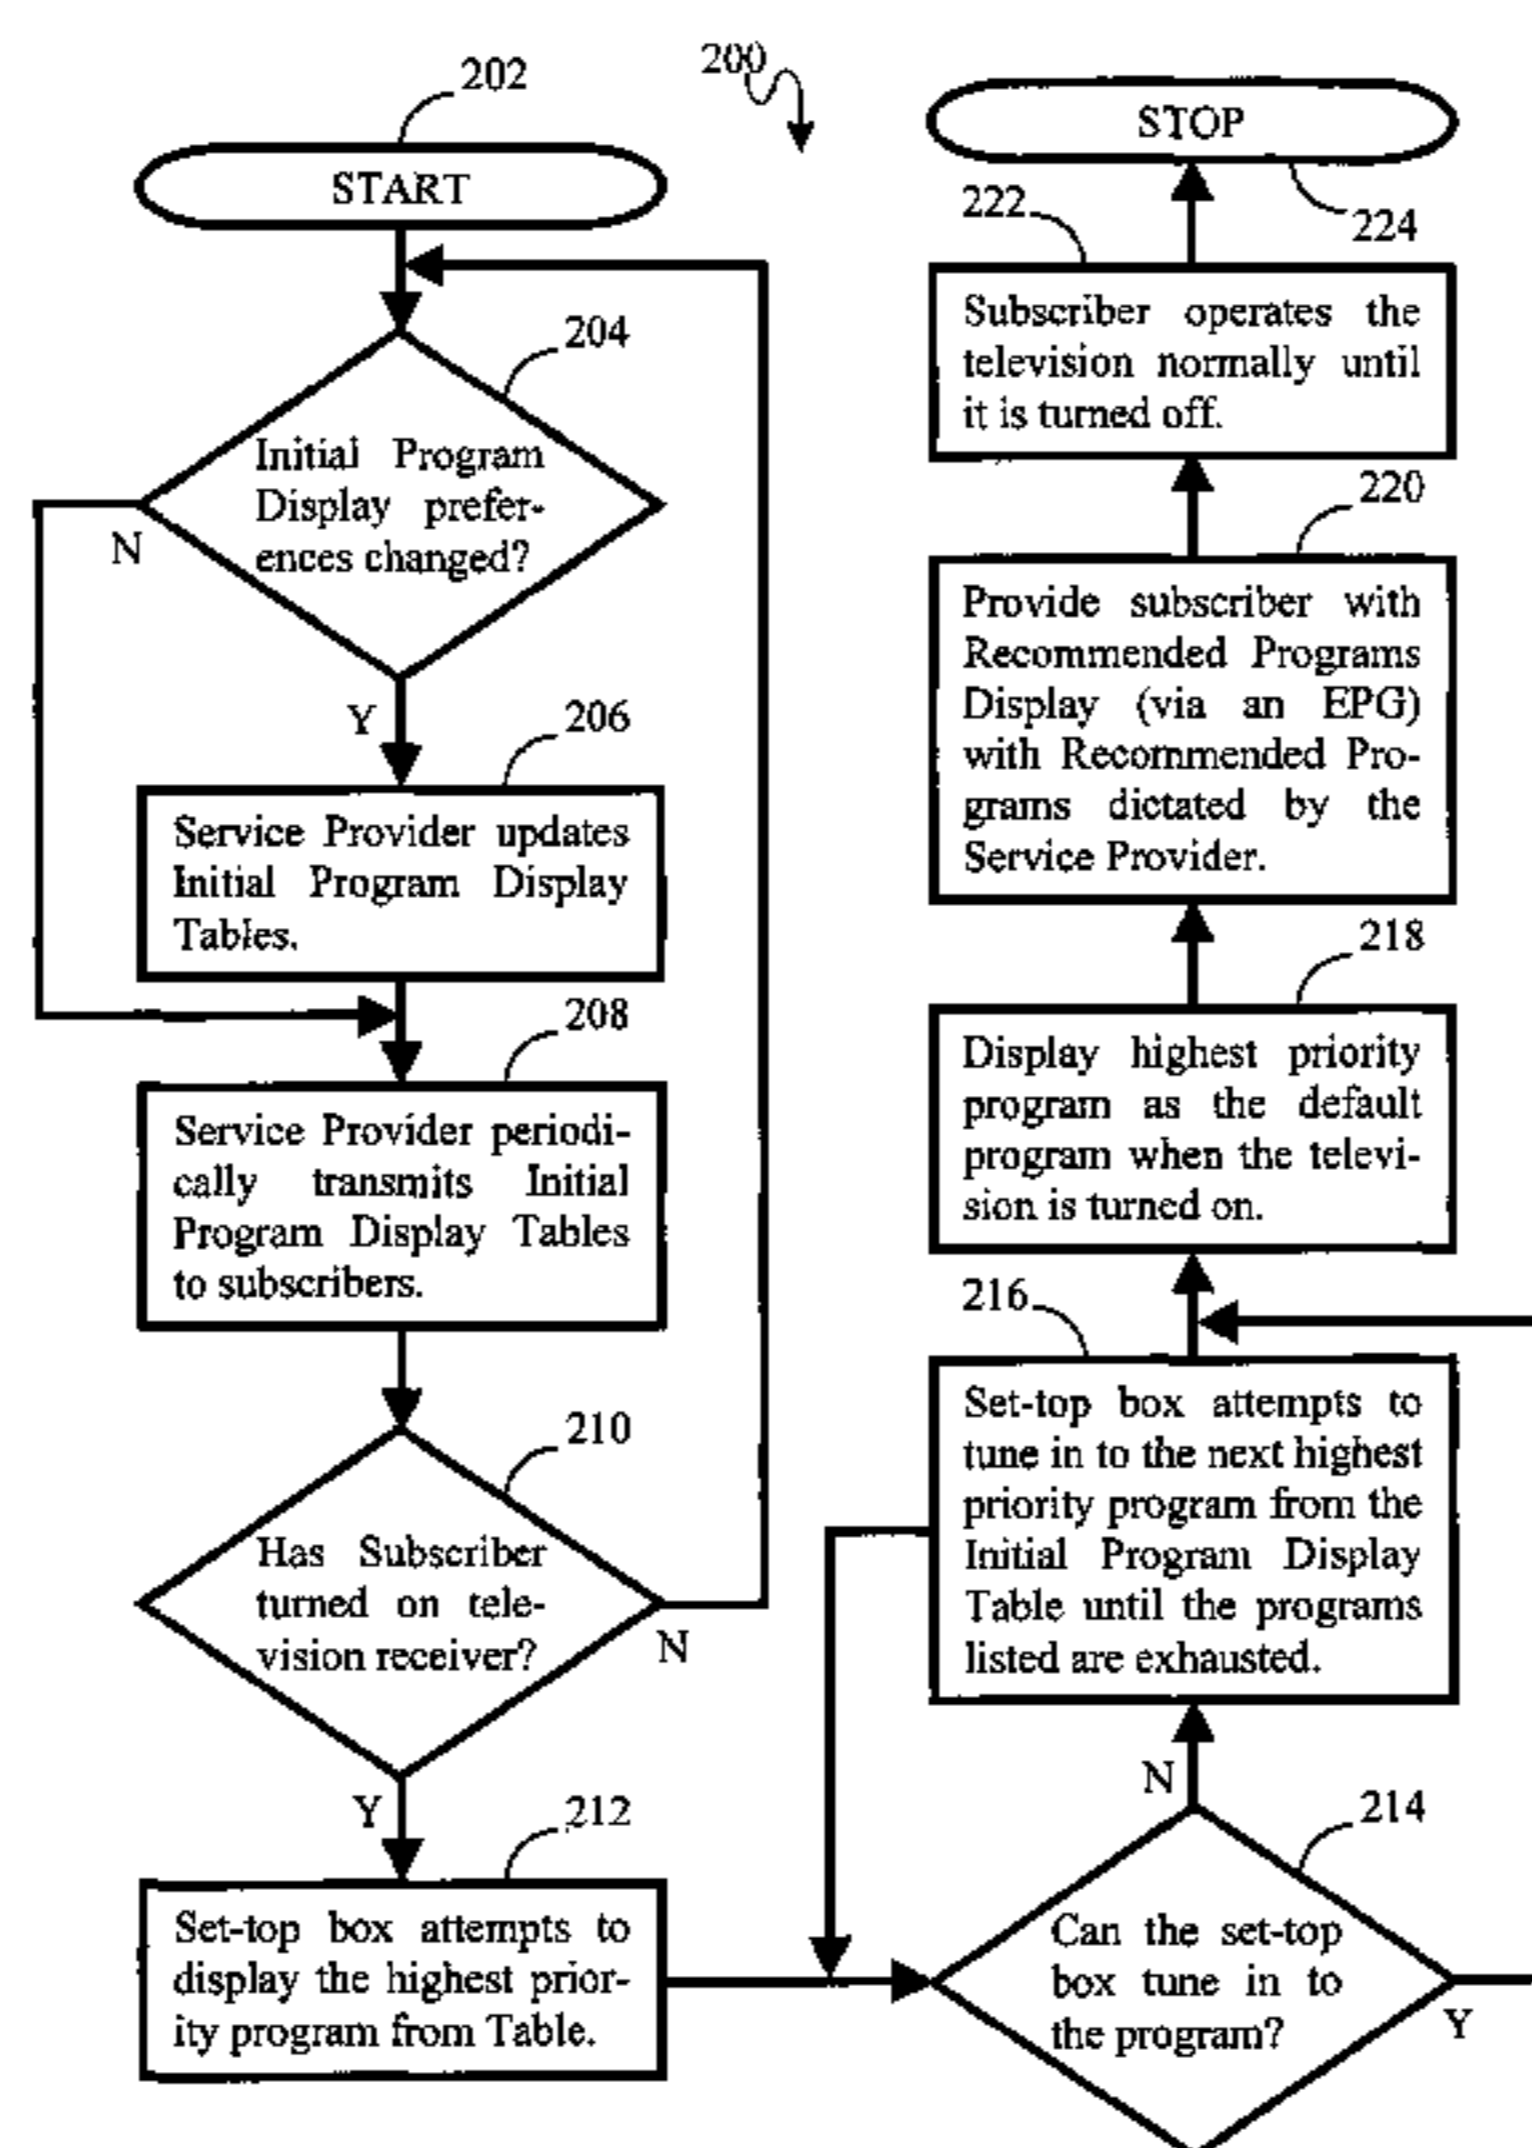 200
202
START
204
Initial Program
Display prefer-
ences changed?
N
Y
206
Service Provider updates
Initial Program Display
Tables.
208
Service Provider periodi-
cally transmits Initial
Program Display Tables
to subscribers.
210
Has Subscriber
turned on tele-
vision receiver?
N
Y
212
Set-top box attempts to
display the highest prior-
ity program from Table.
214
Can the set-top
box tune in to
the program?
Y
N
216
Set-top box attempts to
tune in to the next highest
priority program from the
Initial Program Display
Table until the programs
listed are exhausted.
218
Display highest priority
program as the default
program when the televi-
sion is turned on.
220
Provide subscriber with
Recommended Programs
Display (via an EPG)
with Recommended Pro-
grams dictated by the
Service Provider.
222
Subscriber operates the
television normally until
it is turned off.
224
STOP